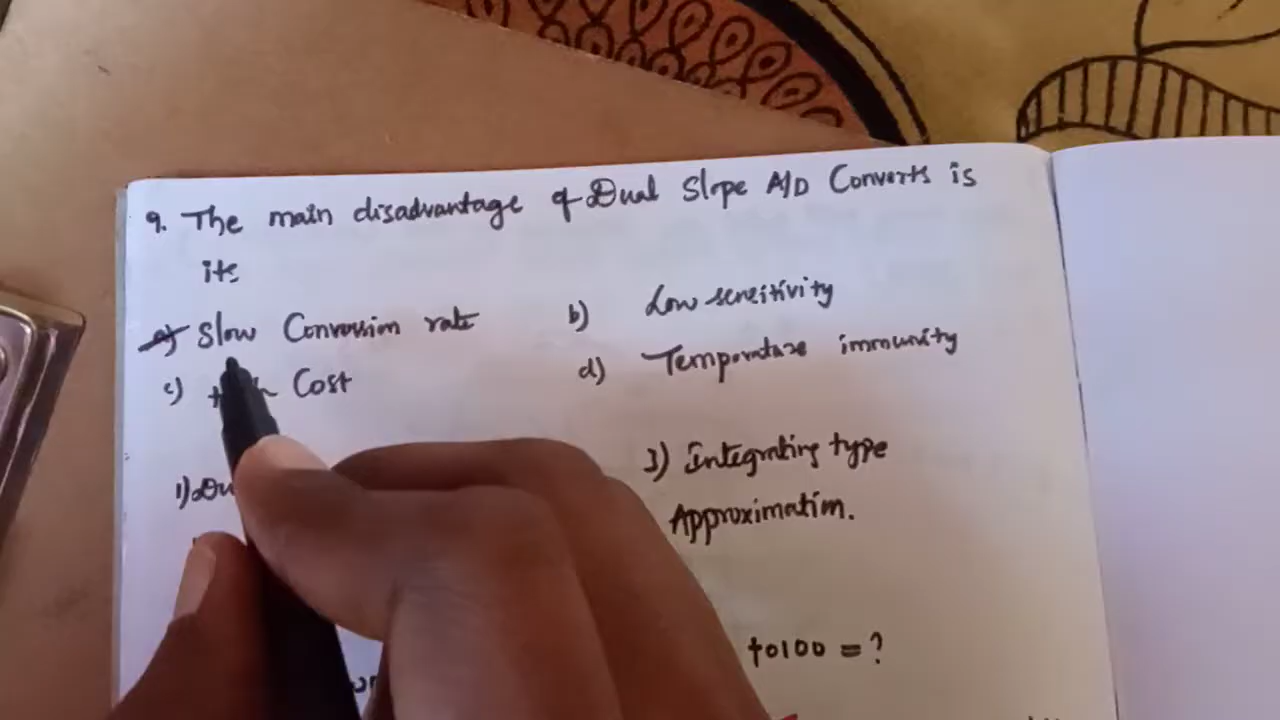 9. The main disadvantage of Dual Slope A/D Converts is
its
a) Slow Conversion rate b) Low sensitivity
c) Cost d) Temperature immunity
1) 3) Integrating type
Approximation.
to100 = ?